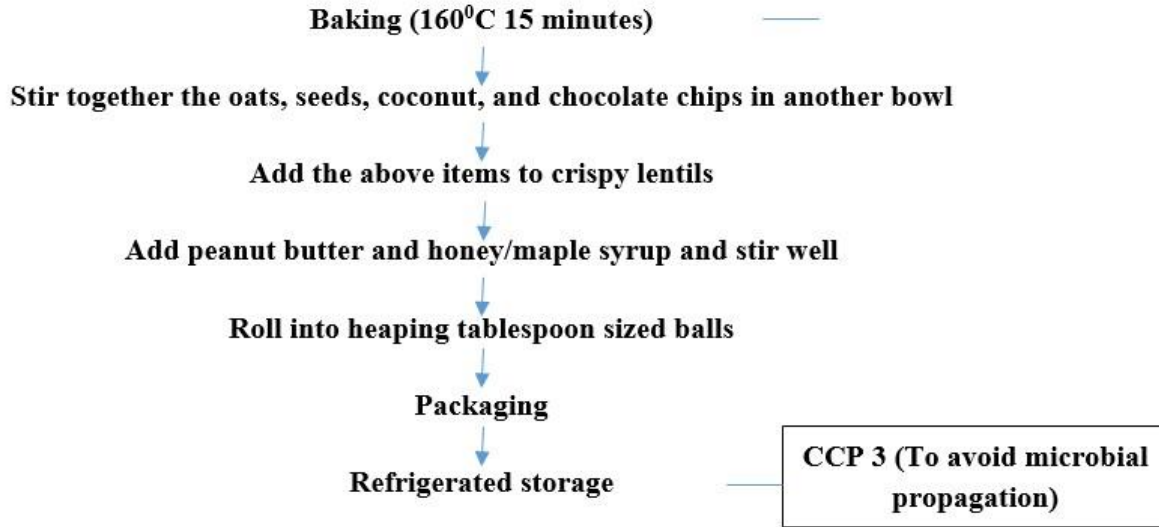 Baking (160⁰C 15 minutes)
Stir together the oats, seeds, coconut, and chocolate chips in another bowl
Add the above items to crispy lentils
Add peanut butter and honey/maple syrup and stir well
Roll into heaping tablespoon sized balls
Packaging
Refrigerated storage
CCP 3 (To avoid microbial
propagation)